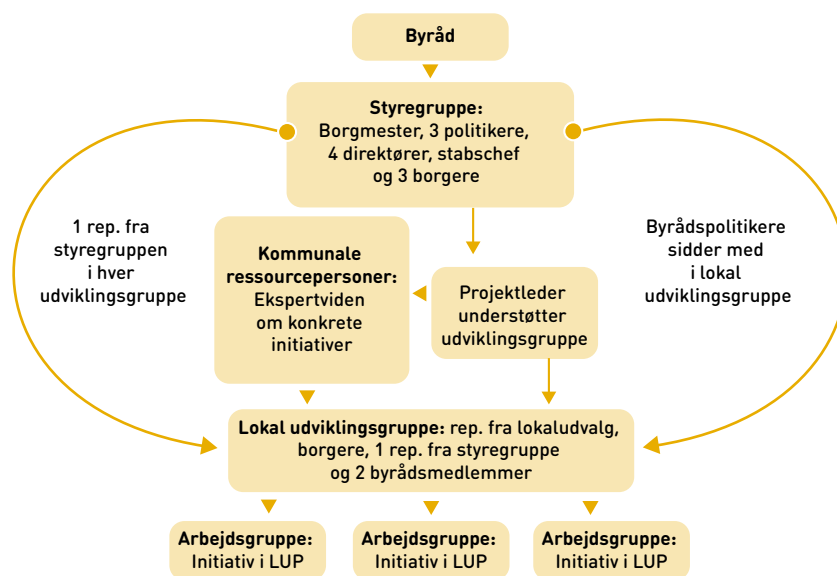 Byråd
Styregruppe:
Borgmester, 3 politikere,
4 direktører, stabschef
og 3 borgere
1 rep. fra
styregruppen
i hver
udviklingsgruppe
Kommunale
ressourcepersoner:
Ekspertviden
om konkrete
initiativer
Projektleder
understøtter
udviklingsgruppe
Byrådspolitikere
sidder med
i lokal
udviklingsgruppe
Lokal udviklingsgruppe: rep. fra lokaludvalg,
borgere, 1 rep. fra styregruppe
og 2 byrådsmedlemmer
Arbejdsgruppe:
Initiativ i LUP
Arbejdsgruppe:
Initiativ i LUP
Arbejdsgruppe:
Initiativ i LUP